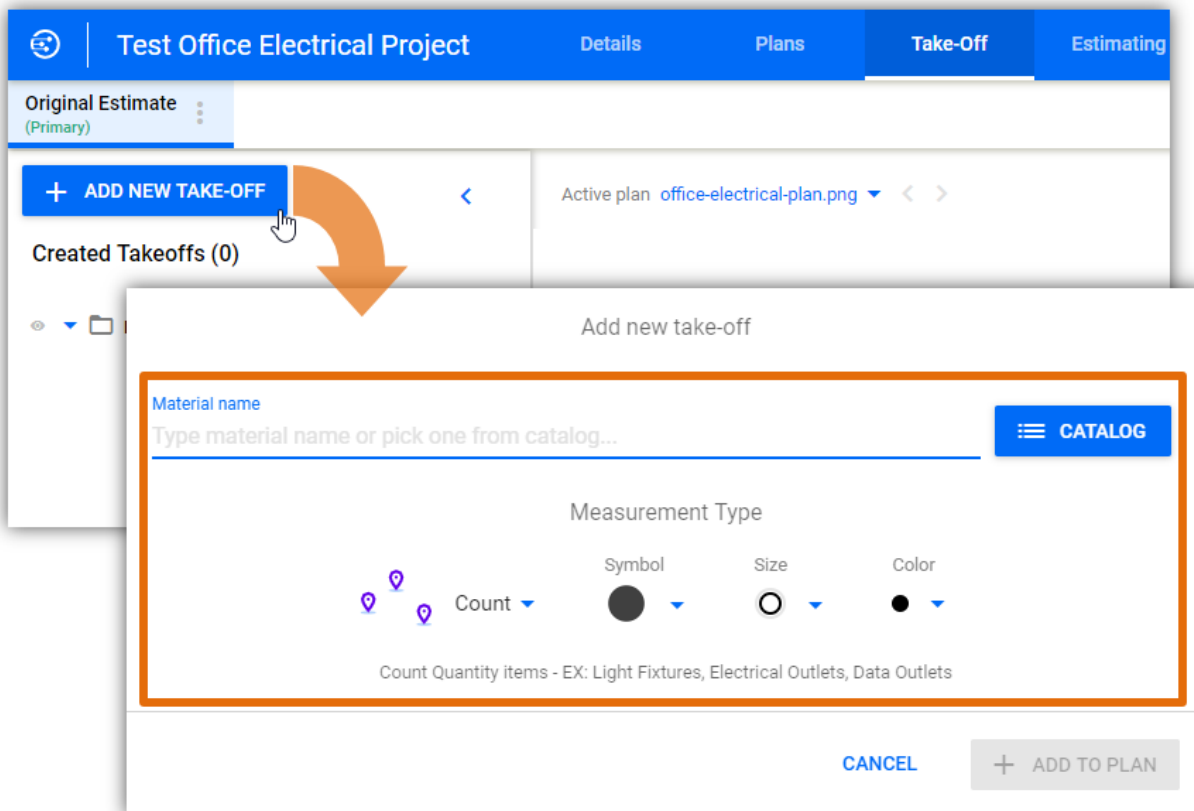 Test Office Electrical Project
Details
Plans
Take-Off
Estimating
Original Estimate
(Primary)
+ ADD NEW TAKE-OFF
Active plan office-electrical-plan.png
Created Takeoffs (0)
Add new take-off
Material name
Type material name or pick one from catalog...
CATALOG
Measurement Type
Symbol
Size
Color
Count
Count Quantity items - EX: Light Fixtures, Electrical Outlets, Data Outlets
CANCEL
+ ADD TO PLAN